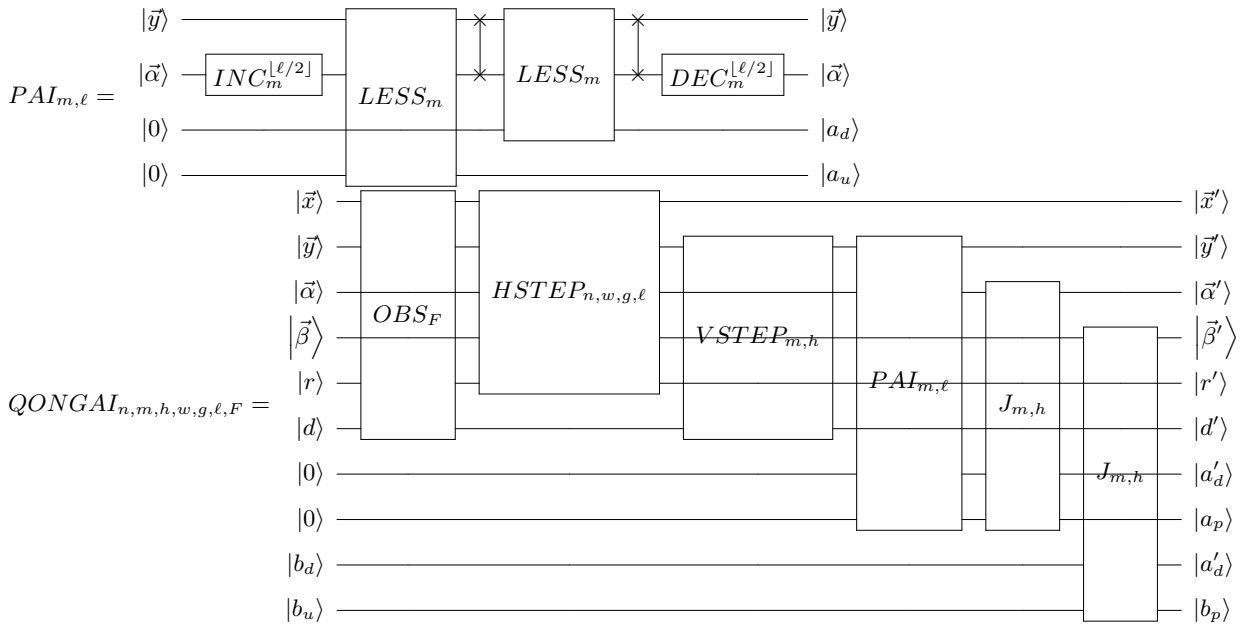 |y⃗⟩ |y⃗⟩
|α⃗⟩ INC_m^{⌊ℓ/2⌋} LESS_m LESS_m DEC_m^{⌊ℓ/2⌋} |α⃗⟩
PAI_{m,ℓ} =
|0⟩ |a_d⟩
|0⟩ |a_u⟩
|x⃗⟩ |x⃗′⟩
|y⃗⟩ |y⃗′⟩
|α⃗⟩ OBS_F HSTEP_{n,w,g,ℓ} |α⃗′⟩
|β⃗⟩ VSTEP_{m,h} |β⃗′⟩
|r⟩ PAI_{m,ℓ} |r′⟩
QONGAI_{n,m,h,w,g,ℓ,F} =
|d⟩ J_{m,h} |d′⟩
|0⟩ J_{m,h} |a′_d⟩
|0⟩ |a_p⟩
|b_d⟩ |a′_d⟩
|b_u⟩ |b_p⟩